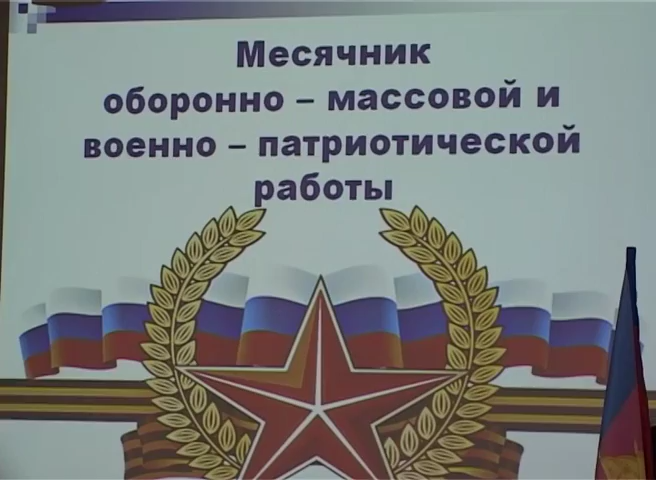 Месячник
оборонно – массовой и
военно – патриотической
работы